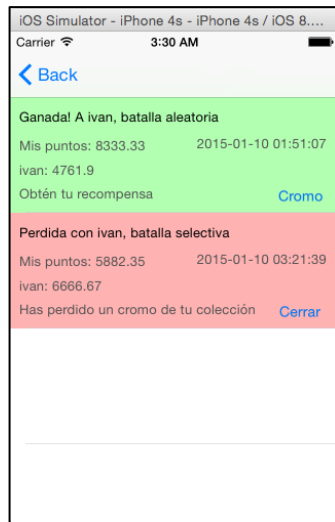 iOS Simulator - iPhone 4s - iPhone 4s / iOS 8....
Carrier 3:30 AM
Back
Ganada! A ivan, batalla aleatoria
Mis puntos: 8333.33 2015-01-10 01:51:07
ivan: 4761.9
Obtén tu recompensa Cromo
Perdida con ivan, batalla selectiva
Mis puntos: 5882.35 2015-01-10 03:21:39
ivan: 6666.67
Has perdido un cromo de tu colección Cerrar